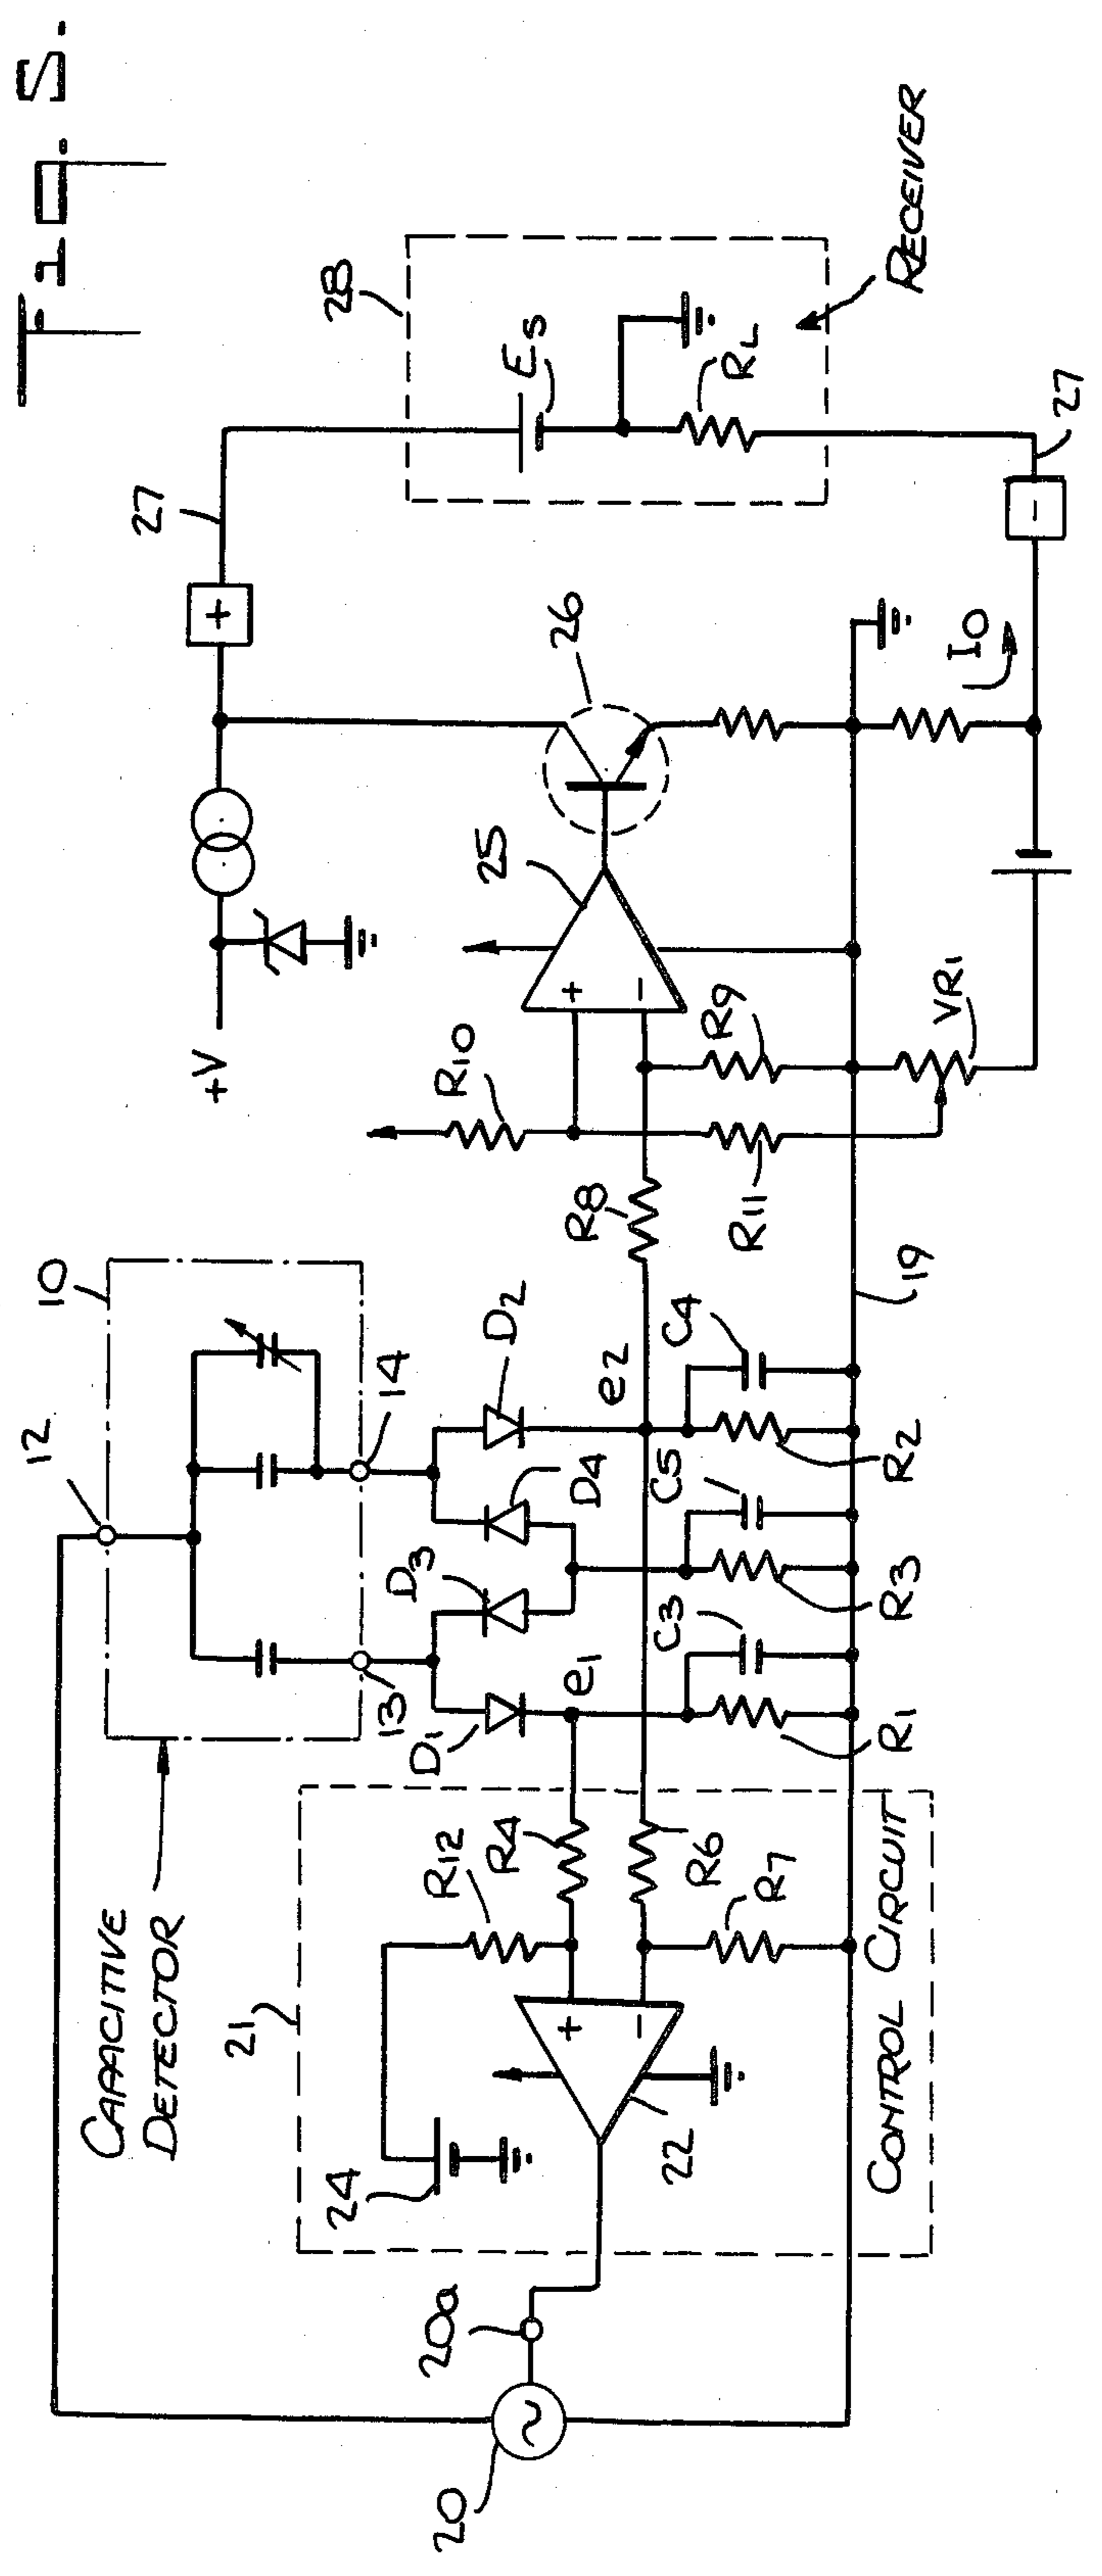 Fig. 5.
12
10
CAPACITIVE
DETECTOR
+V
27
+
28
ES
RL
RECEIVER
20
20a
21
24
R12
R4
+
−
22
R6
R7
CONTROL CIRCUIT
13
14
D1
D3
D4
D2
e1
e2
C3
C5
C4
R1
R3
R2
19
R8
R10
R11
R9
VR1
+
−
25
26
IO
−
27